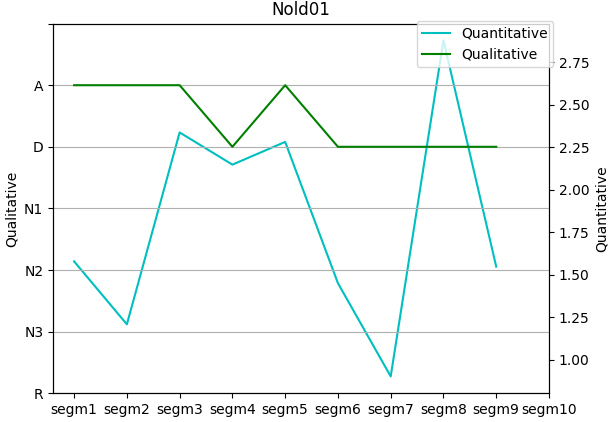 Nold01
Quantitative
Qualitative
A
D
N1
N2
N3
R
Qualitative
2.75
2.50
2.25
2.00
1.75
1.50
1.25
1.00
Quantitative
segm1 segm2 segm3 segm4 segm5 segm6 segm7 segm8 segm9 segm10